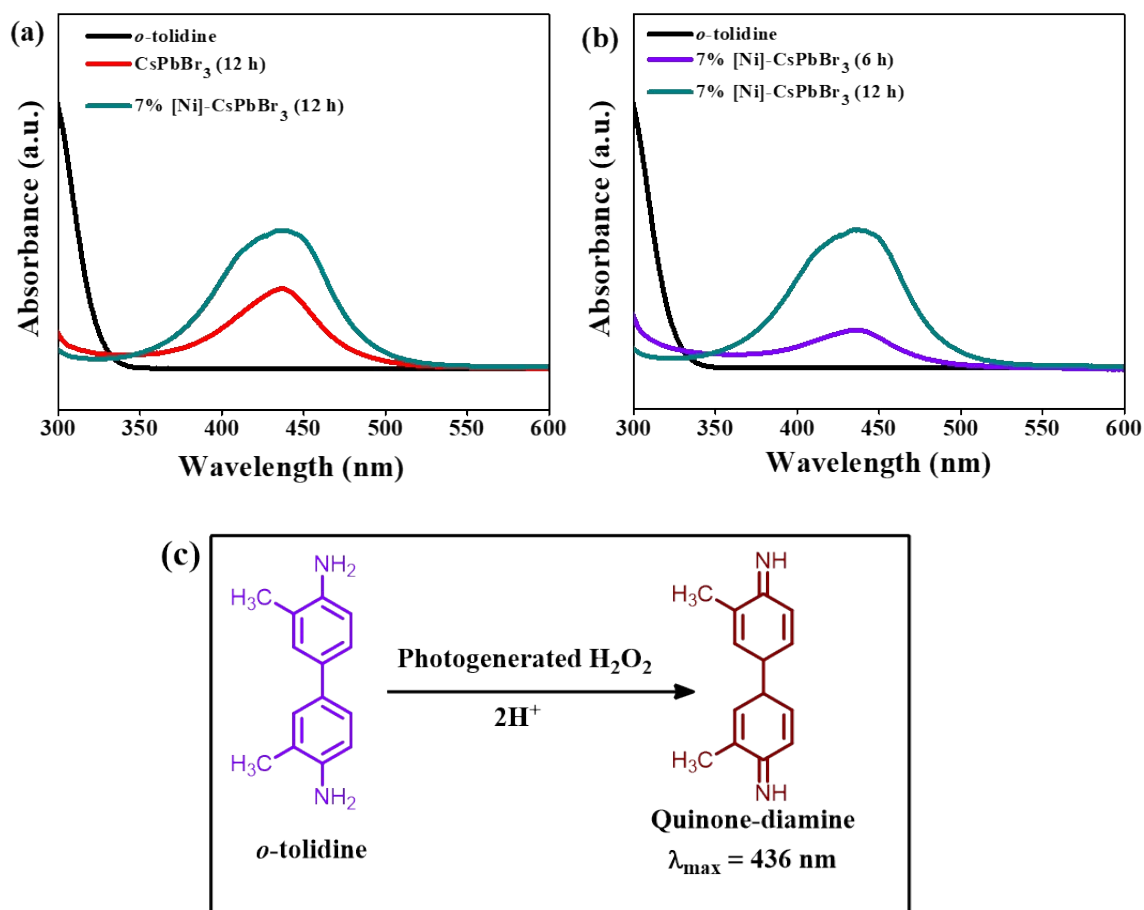 (a)
o-tolidine
CsPbBr3 (12 h)
7% [Ni]-CsPbBr3 (12 h)
Absorbance (a.u.)
300 350 400 450 500 550 600
Wavelength (nm)
(b)
o-tolidine
7% [Ni]-CsPbBr3 (6 h)
7% [Ni]-CsPbBr3 (12 h)
Absorbance (a.u.)
300 350 400 450 500 550 600
Wavelength (nm)
(c)
NH2
H3C
H3C
NH2
o-tolidine
Photogenerated H2O2
2H+
NH
H3C
H3C
NH
Quinone-diamine
λmax = 436 nm